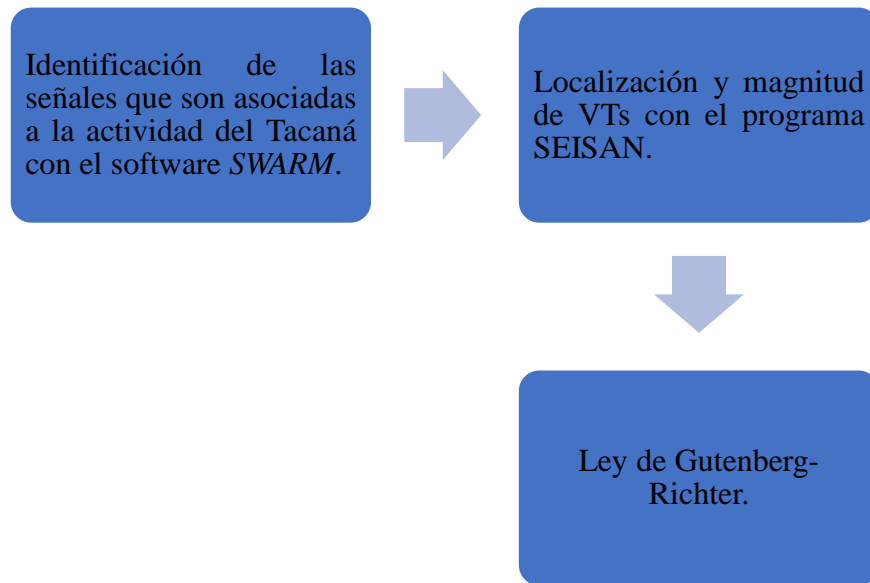 Identificación de las
señales que son asociadas
a la actividad del Tacaná
con el software SWARM.
Localización y magnitud
de VTs con el programa
SEISAN.
Ley de Gutenberg-
Richter.